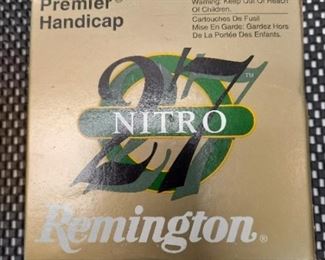 Premier®
Handicap
Warning: Keep Out Of Reach
Of Children.
Cartouches De Fusil
Mise En Garde: Gardez Hors
De La Portée Des Enfants.
27™
NITRO
Remington®